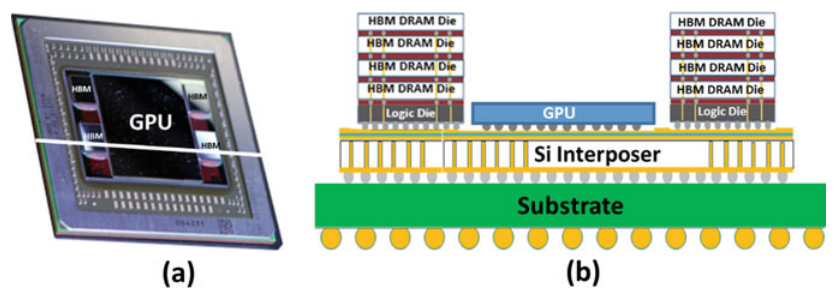 HBM
GPU
HBM
HBM
HBM
(a)
HBM DRAM Die
HBM DRAM Die
HBM DRAM Die
HBM DRAM Die
Logic Die
GPU
HBM DRAM Die
HBM DRAM Die
HBM DRAM Die
HBM DRAM Die
Logic Die
Si Interposer
Substrate
(b)